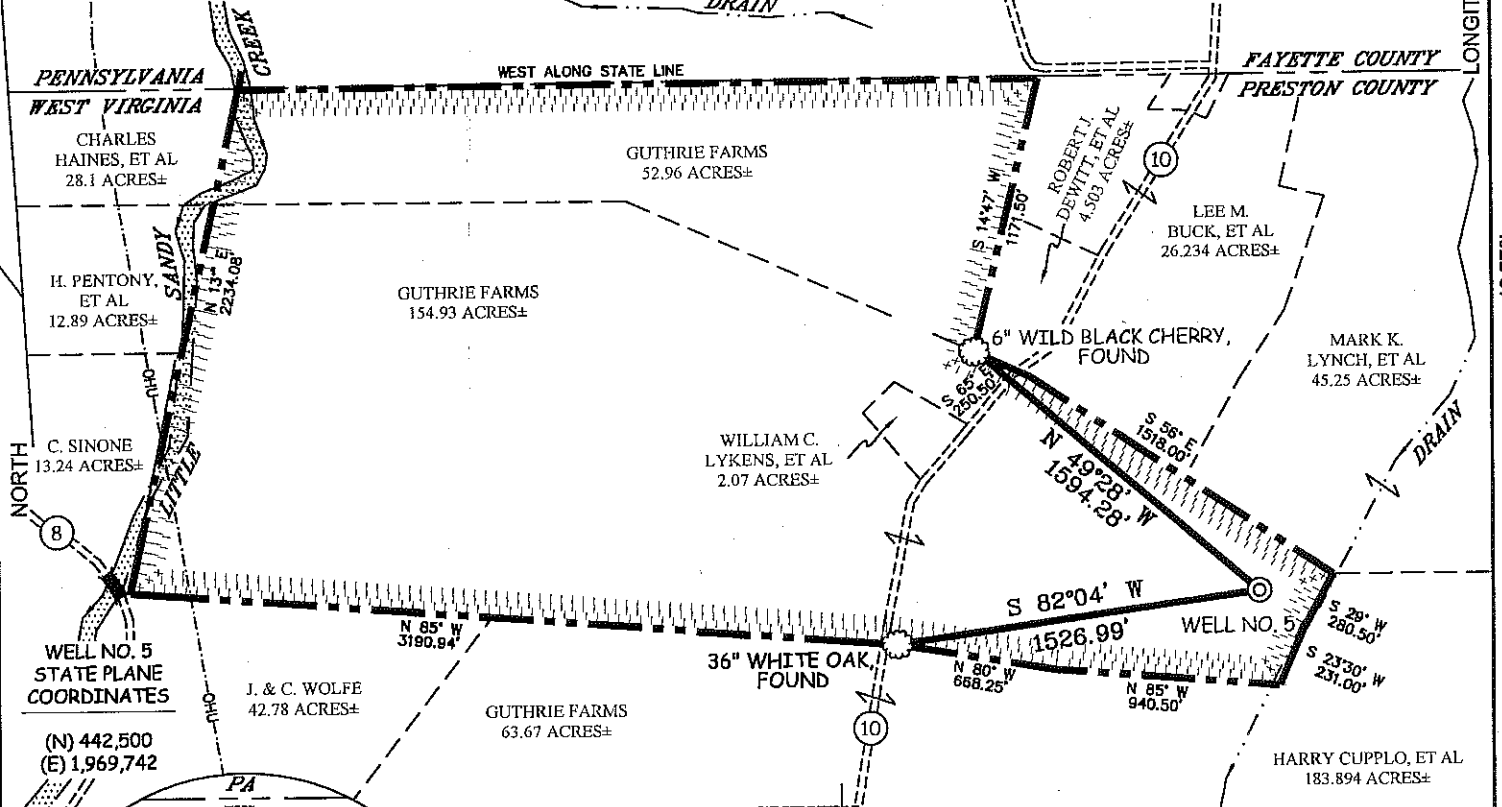 DRAIN
LONGIT
CREEK
PENNSYLVANIA
WEST VIRGINIA
WEST ALONG STATE LINE
FAYETTE COUNTY
PRESTON COUNTY
CHARLES
HAINES, ET AL
28.1 ACRES±
GUTHRIE FARMS
52.96 ACRES±
S 14°47' W
1171.50'
ROBERT J.
DEWITT, ET AL
4.503 ACRES±
10
LEE M.
BUCK, ET AL
26.234 ACRES±
H. PENTONY,
ET AL
12.89 ACRES±
SANDY
N 13° E
2234.08'
GUTHRIE FARMS
154.93 ACRES±
6" WILD BLACK CHERRY,
FOUND
MARK K.
LYNCH, ET AL
45.25 ACRES±
OHU
S 65° E
250.50'
S 56° E
1518.00'
C. SINONE
13.24 ACRES±
LITTLE
WILLIAM C.
LYKENS, ET AL
2.07 ACRES±
N 49°28' W
1594.28'
DRAIN
NORTH
8
S 82°04' W
1526.99'
WELL NO. 5
S 29° W
280.50'
S 23°30' W
231.00'
N 85° W
3190.94'
36" WHITE OAK,
FOUND
N 80° W
668.25'
N 85° W
940.50'
WELL NO. 5
STATE PLANE
COORDINATES
(N) 442,500
(E) 1,969,742
J. & C. WOLFE
42.78 ACRES±
OHU
GUTHRIE FARMS
63.67 ACRES±
10
HARRY CUPPLO, ET AL
183.894 ACRES±
PA